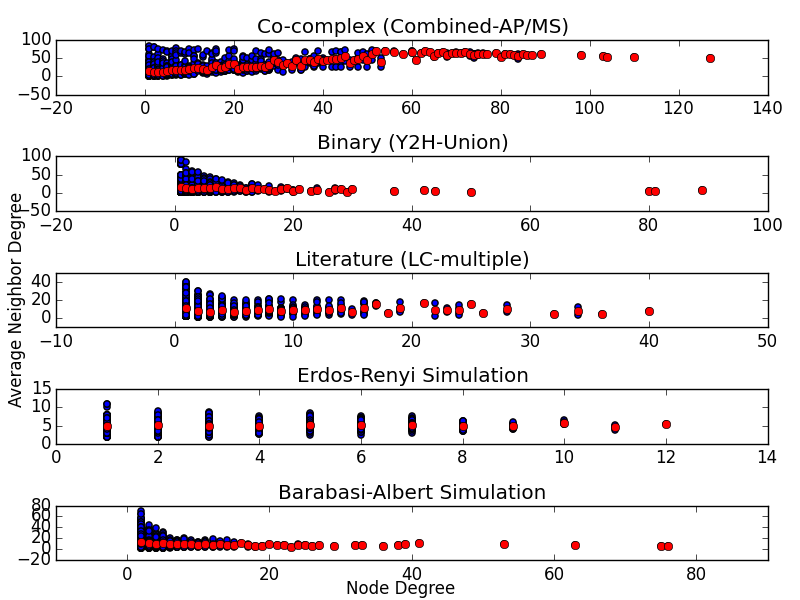 Co-complex (Combined-AP/MS)
100
50
0
−50
−20 0 20 40 60 80 100 120 140
Binary (Y2H-Union)
100
50
0
−50
−20 0 20 40 60 80 100
Average Neighbor Degree
Literature (LC-multiple)
40
20
0
−10 0 10 20 30 40 50
Erdos-Renyi Simulation
15
10
5
0
0 2 4 6 8 10 12 14
Barabasi-Albert Simulation
80
60
40
20
0
−20
0 20 40 60 80
Node Degree